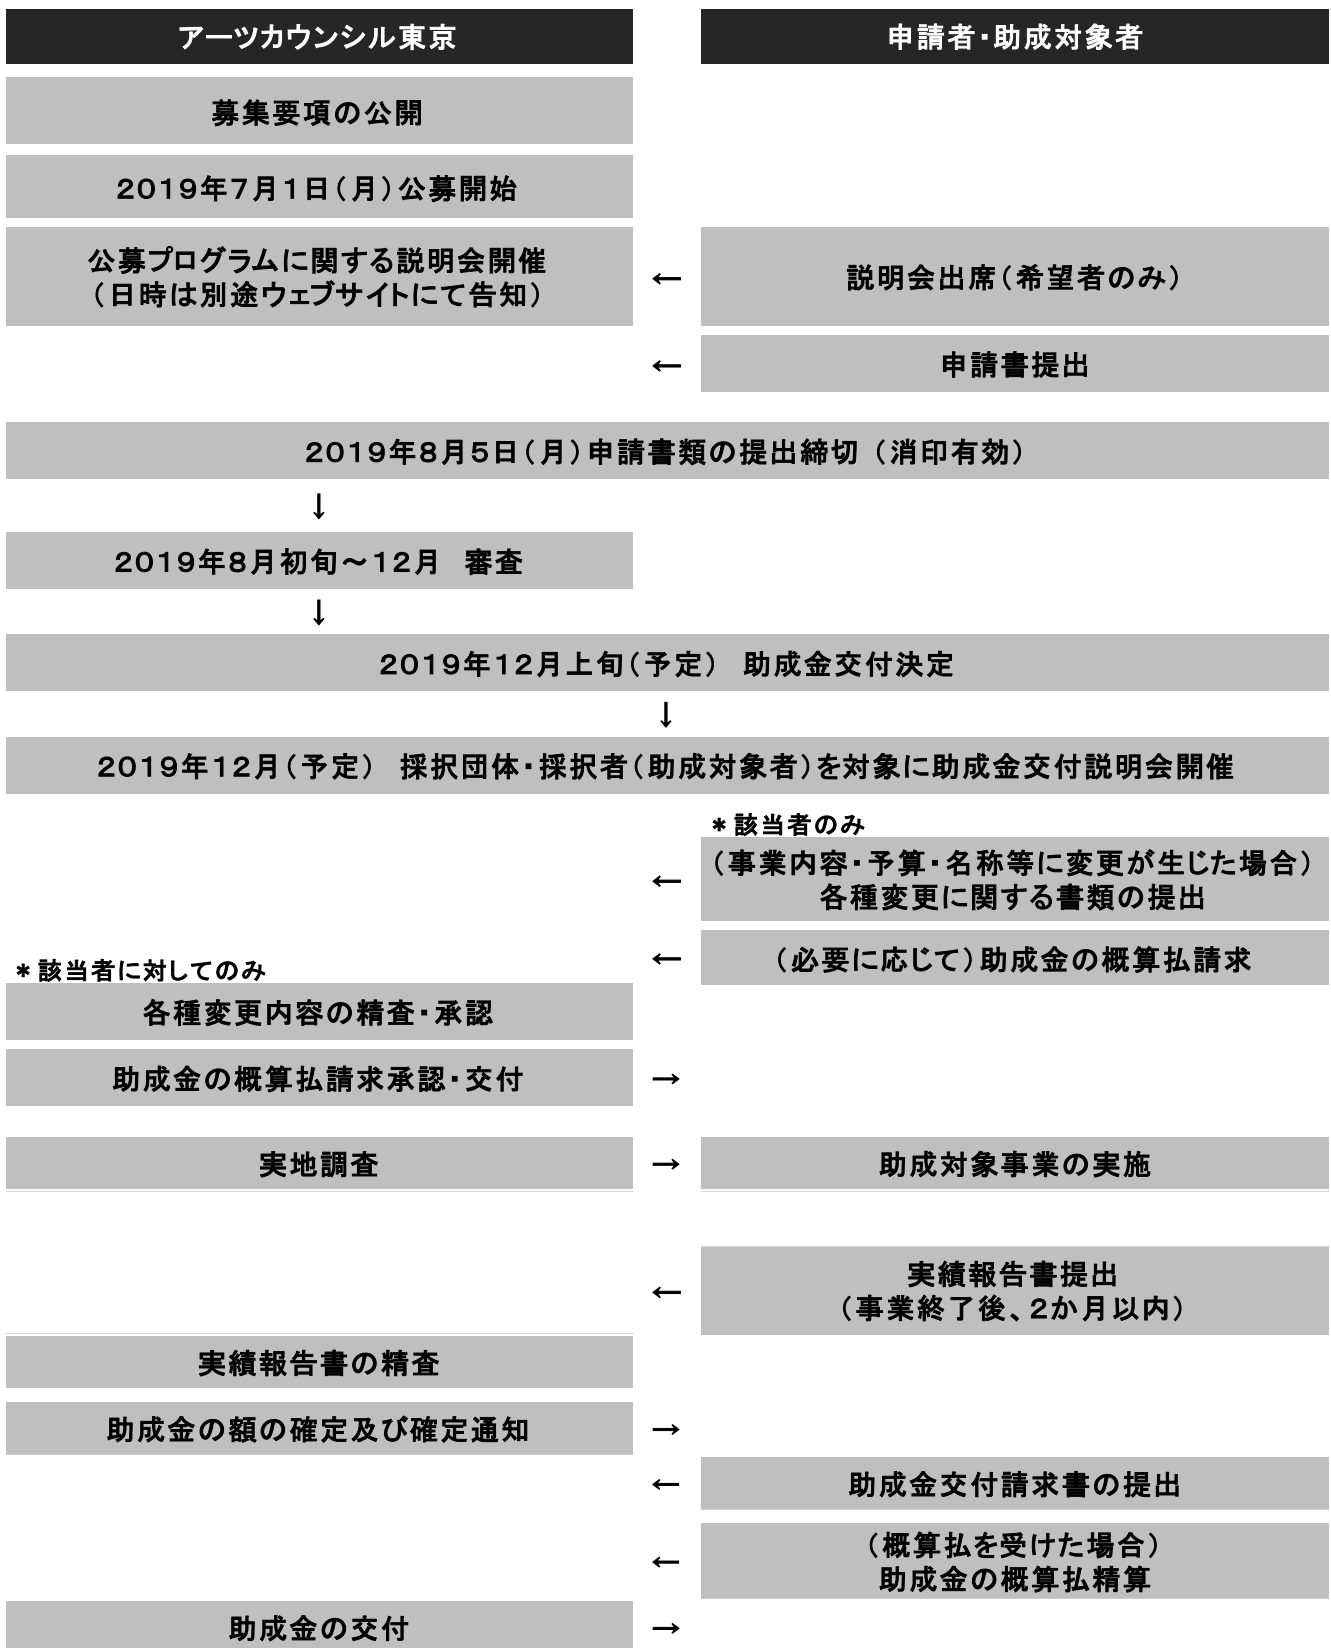 アーツカウンシル東京
申請者・助成対象者
募集要項の公開
2019年7月1日（月）公募開始
公募プログラムに関する説明会開催
（日時は別途ウェブサイトにて告知）
←
説明会出席（希望者のみ）
←
申請書提出
2019年8月5日（月）申請書類の提出締切（消印有効）
↓
2019年8月初旬～12月　審査
↓
2019年12月上旬（予定）　助成金交付決定
↓
2019年12月（予定）　採択団体・採択者（助成対象者）を対象に助成金交付説明会開催
＊該当者のみ
←
（事業内容・予算・名称等に変更が生じた場合）
各種変更に関する書類の提出
←
（必要に応じて）助成金の概算払請求
＊該当者に対してのみ
各種変更内容の精査・承認
助成金の概算払請求承認・交付
→
実地調査
→
助成対象事業の実施
←
実績報告書提出
（事業終了後、2か月以内）
実績報告書の精査
助成金の額の確定及び確定通知
→
←
助成金交付請求書の提出
←
（概算払を受けた場合）
助成金の概算払精算
助成金の交付
→